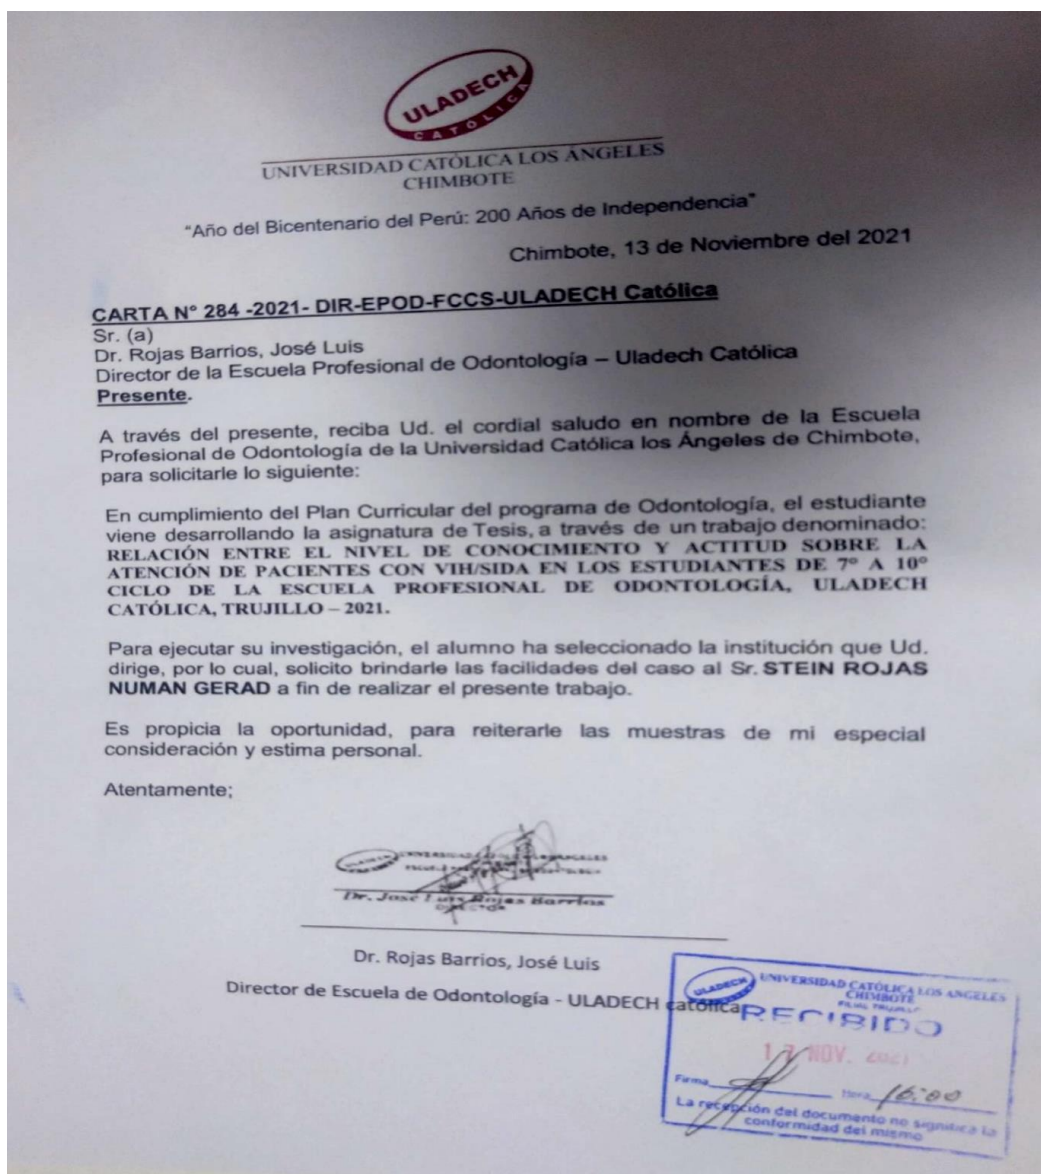 ULADECH
CATÓLICA
UNIVERSIDAD CATÓLICA LOS ÁNGELES
CHIMBOTE
“Año del Bicentenario del Perú: 200 Años de Independencia”
Chimbote, 13 de Noviembre del 2021
CARTA N° 284 -2021- DIR-EPOD-FCCS-ULADECH Católica
Sr. (a)
Dr. Rojas Barrios, José Luis
Director de la Escuela Profesional de Odontología – Uladech Católica
Presente.
A través del presente, reciba Ud. el cordial saludo en nombre de la Escuela
Profesional de Odontología de la Universidad Católica los Ángeles de Chimbote,
para solicitarle lo siguiente:
En cumplimiento del Plan Curricular del programa de Odontología, el estudiante
viene desarrollando la asignatura de Tesis, a través de un trabajo denominado:
RELACIÓN ENTRE EL NIVEL DE CONOCIMIENTO Y ACTITUD SOBRE LA
ATENCIÓN DE PACIENTES CON VIH/SIDA EN LOS ESTUDIANTES DE 7° A 10°
CICLO DE LA ESCUELA PROFESIONAL DE ODONTOLOGÍA, ULADECH
CATÓLICA, TRUJILLO – 2021.
Para ejecutar su investigación, el alumno ha seleccionado la institución que Ud.
dirige, por lo cual, solicito brindarle las facilidades del caso al Sr. STEIN ROJAS
NUMAN GERAD a fin de realizar el presente trabajo.
Es propicia la oportunidad, para reiterarle las muestras de mi especial
consideración y estima personal.
Atentamente;
Dr. José Luis Rojas Barrios
DIRECTOR
Dr. Rojas Barrios, José Luis
Director de Escuela de Odontología - ULADECH católica
ULADECH
UNIVERSIDAD CATÓLICA LOS ANGELES
CHIMBOTE
FILIAL TRUJILLO
RECIBIDO
NOV. 2021
Firma Hora 16:00
La recepción del documento no significa la
conformidad del mismo